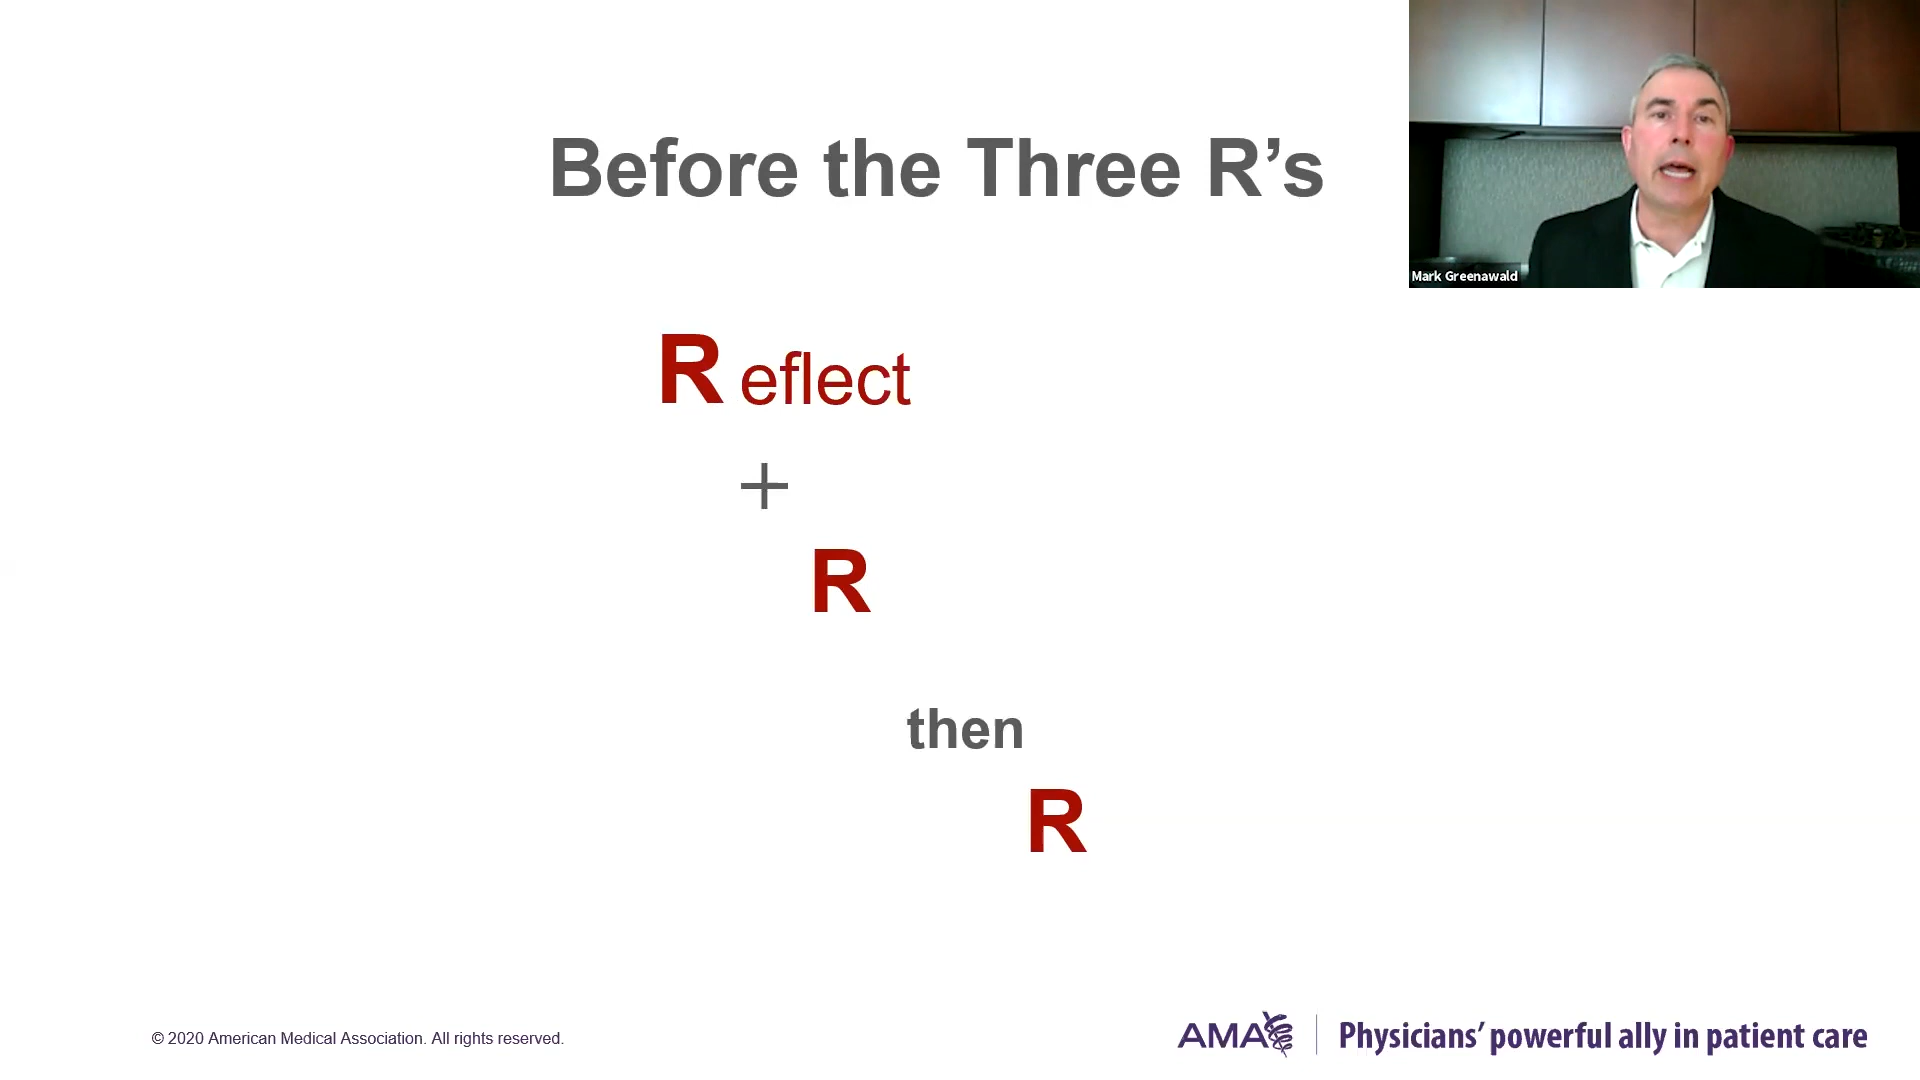 Before the Three R’s
Mark Greenawald
R eflect
+
R
then
R
© 2020 American Medical Association. All rights reserved.
AMA
Physicians’ powerful ally in patient care